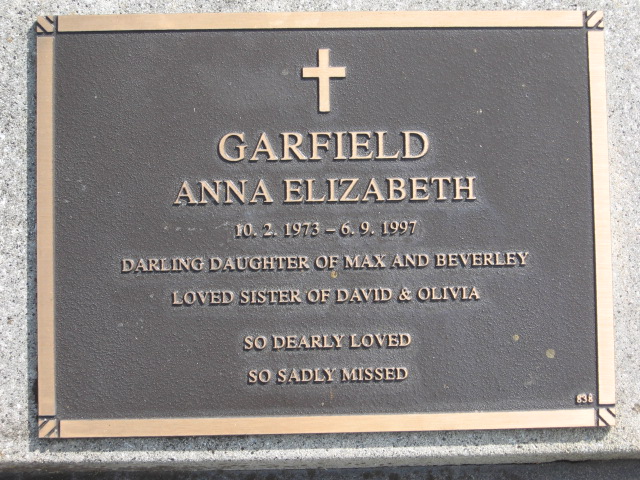 GARFIELD
ANNA ELIZABETH
10. 2. 1973 – 6. 9. 1997
DARLING DAUGHTER OF MAX AND BEVERLEY
LOVED SISTER OF DAVID & OLIVIA
SO DEARLY LOVED
SO SADLY MISSED
838